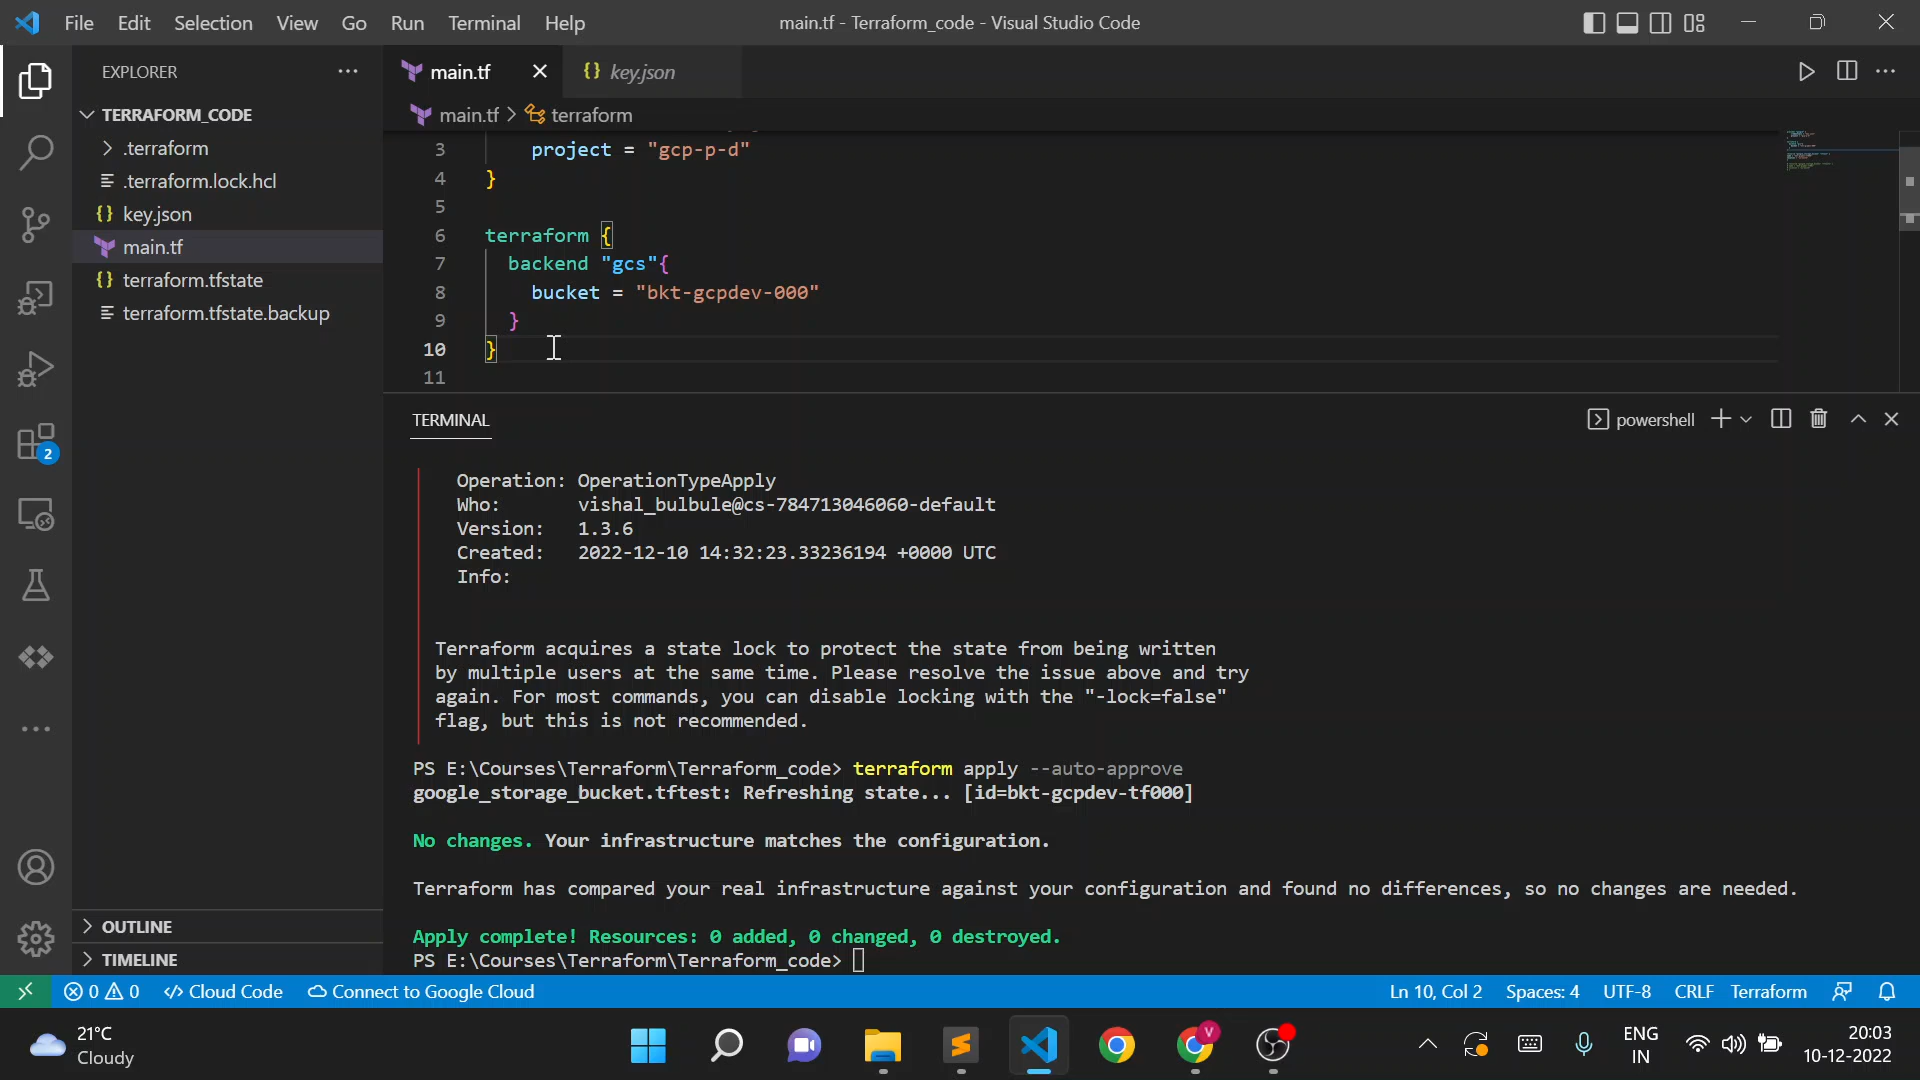 File Edit Selection View Go Run Terminal Help
main.tf - Terraform_code - Visual Studio Code
EXPLORER
TERRAFORM_CODE
.terraform
.terraform.lock.hcl
key.json
main.tf
terraform.tfstate
terraform.tfstate.backup
OUTLINE
TIMELINE
2
main.tf
key.json
main.tf > terraform
3 project = "gcp-p-d"
4 }
5
6 terraform {
7 backend "gcs"{
8 bucket = "bkt-gcpdev-000"
9 }
10 }
11
TERMINAL
powershell
Operation: OperationTypeApply
Who: vishal_bulbule@cs-784713046060-default
Version: 1.3.6
Created: 2022-12-10 14:32:23.33236194 +0000 UTC
Info:
Terraform acquires a state lock to protect the state from being written
by multiple users at the same time. Please resolve the issue above and try
again. For most commands, you can disable locking with the "-lock=false"
flag, but this is not recommended.
PS E:\Courses\Terraform\Terraform_code> terraform apply --auto-approve
google_storage_bucket.tftest: Refreshing state... [id=bkt-gcpdev-tf000]
No changes. Your infrastructure matches the configuration.
Terraform has compared your real infrastructure against your configuration and found no differences, so no changes are needed.
Apply complete! Resources: 0 added, 0 changed, 0 destroyed.
PS E:\Courses\Terraform\Terraform_code>
0 0 Cloud Code Connect to Google Cloud Ln 10, Col 2 Spaces: 4 UTF-8 CRLF Terraform
21°C
Cloudy
V
ENG
IN
20:03
10-12-2022